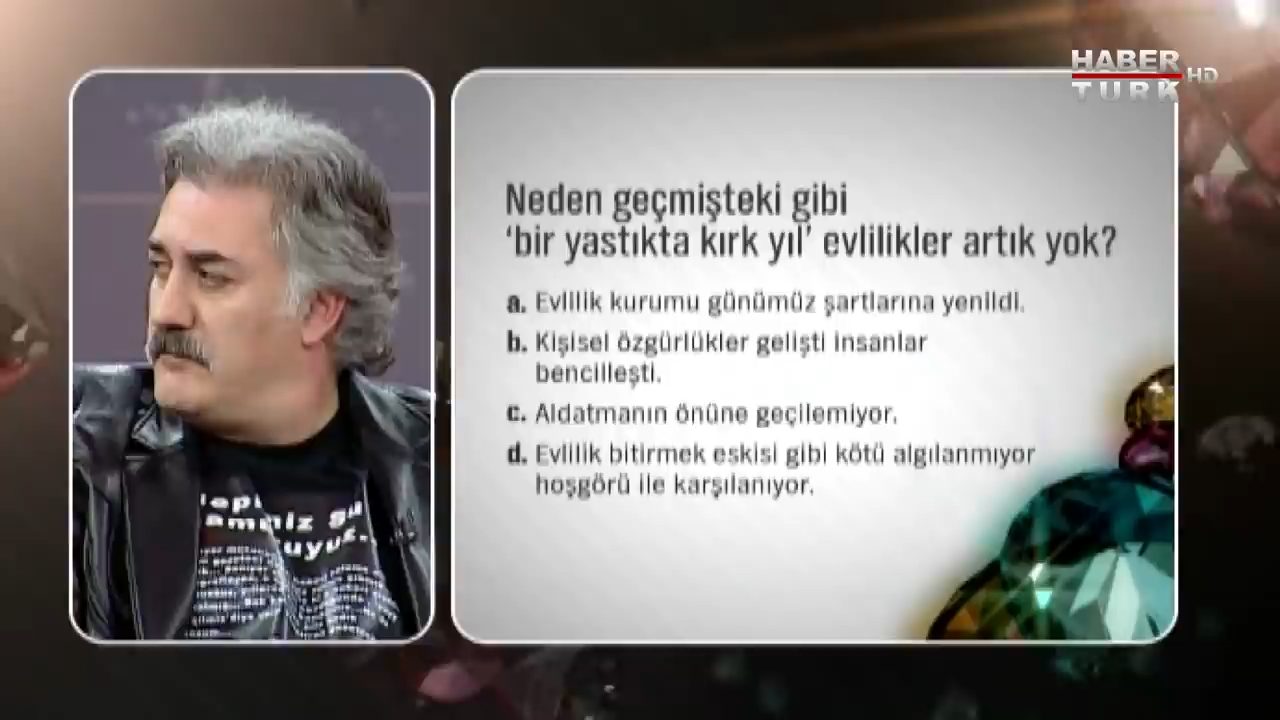 HABER
TURK HD
Neden geçmişteki gibi
‘bir yastıkta kırk yıl’ evlilikler artık yok?
a. Evlilik kurumu günümüz şartlarına yenildi.
b. Kişisel özgürlükler gelişti insanlar
bencilleşti.
c. Aldatmanın önüne geçilemiyor.
d. Evlilik bitirmek eskisi gibi kötü algılanmıyor
hoşgörü ile karşılanıyor.